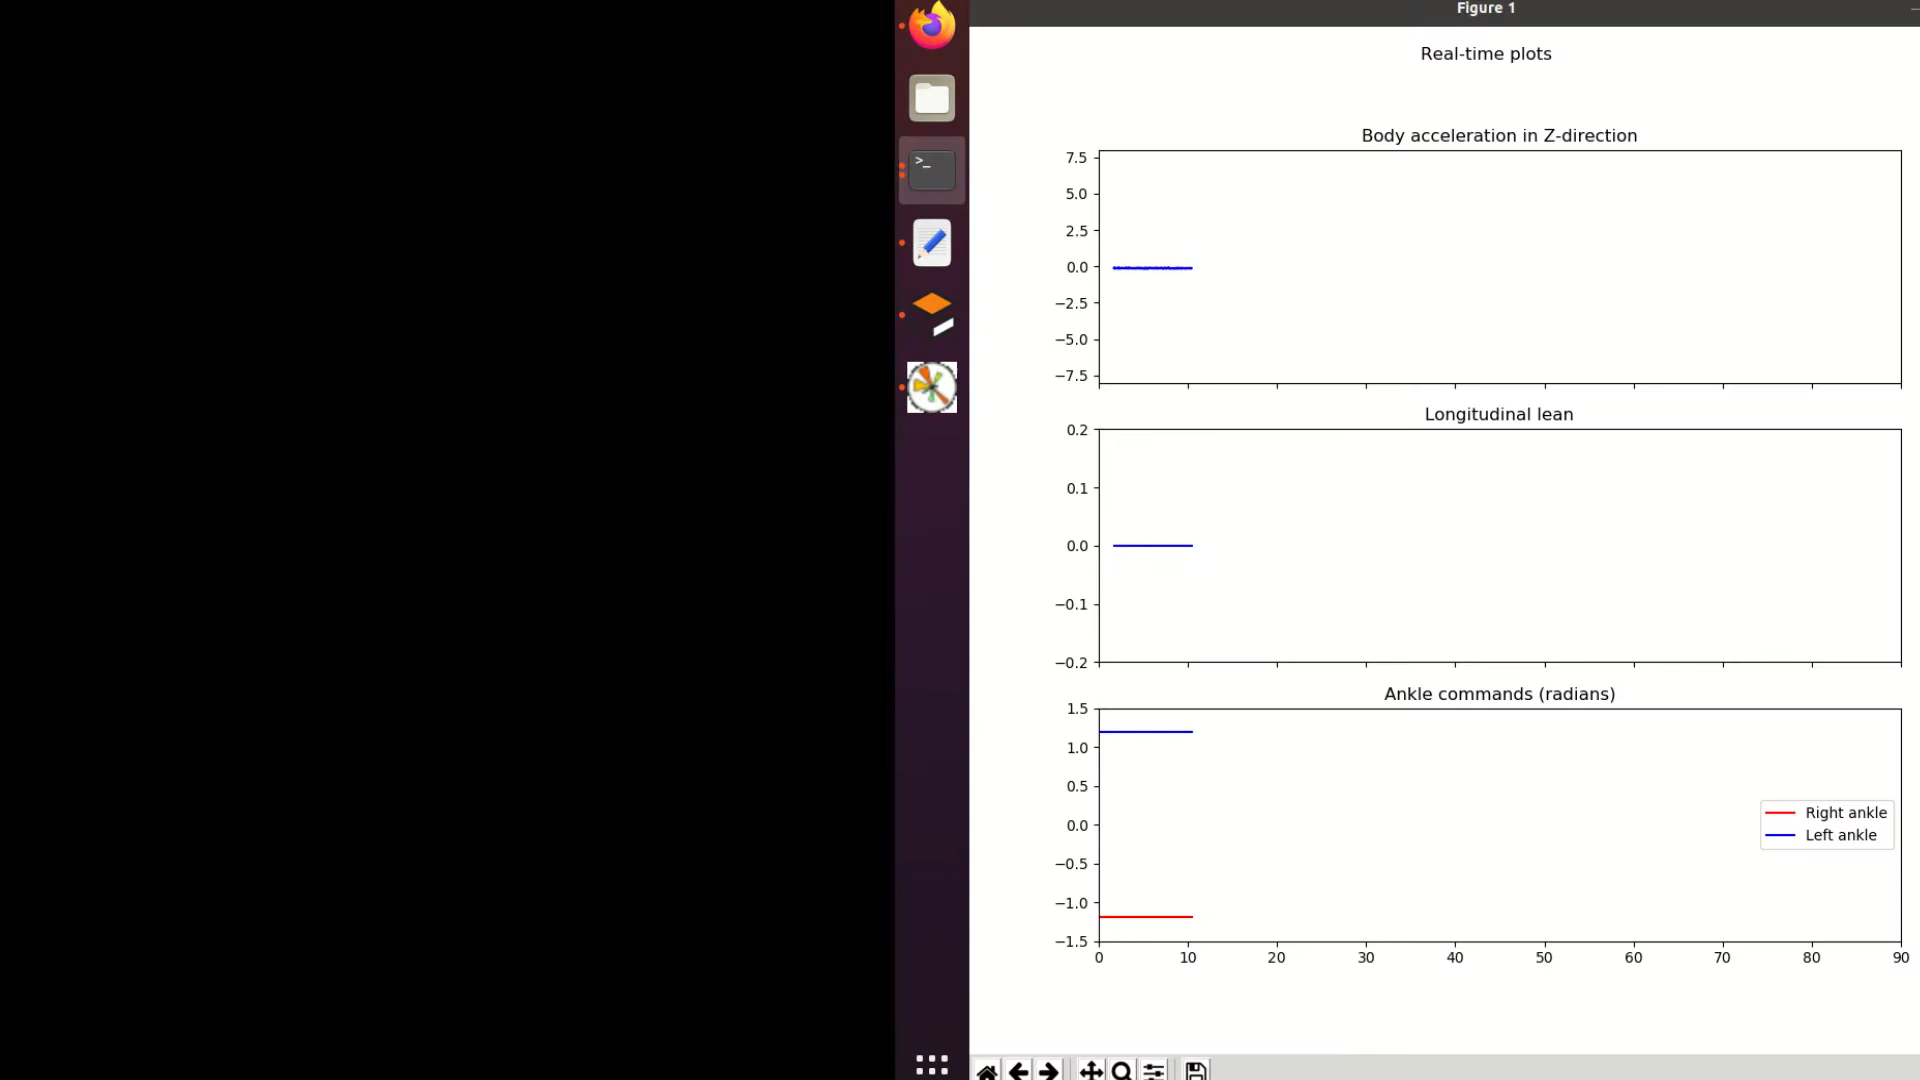 Figure 1
Real-time plots
Body acceleration in Z-direction
7.5
5.0
2.5
0.0
−2.5
−5.0
−7.5
Longitudinal lean
0.2
0.1
0.0
−0.1
−0.2
Ankle commands (radians)
1.5
1.0
0.5
0.0
−0.5
−1.0
−1.5
Right ankle
Left ankle
0 10 20 30 40 50 60 70 80 90
>_